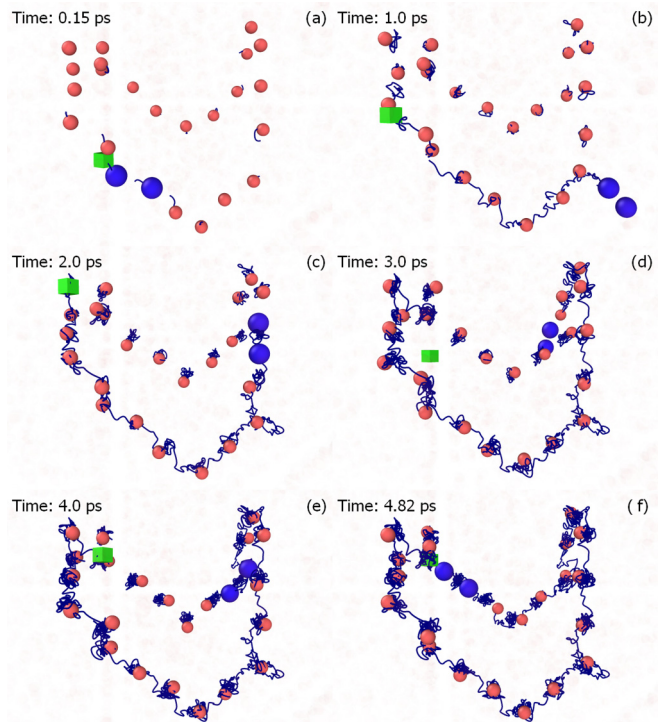 Time: 0.15 ps (a)
Time: 1.0 ps (b)
Time: 2.0 ps (c)
Time: 3.0 ps (d)
Time: 4.0 ps (e)
Time: 4.82 ps ( f)